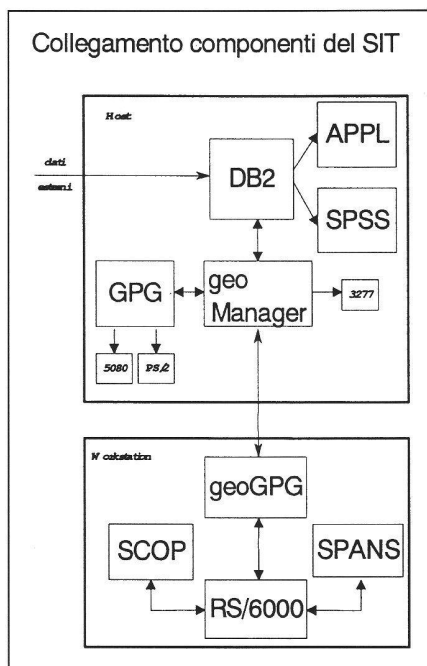 Collegamento componenti del SIT
Host
dati
esterni
APPL
DB2
SPSS
GPG
geo
Manager
3277
5080
PS/2
Workstation
geoGPG
SCOP
SPANS
RS/6000